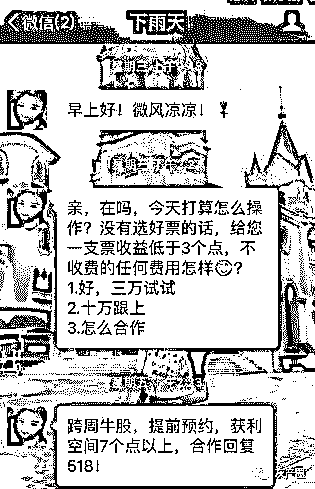 微信(2)
下雨天
早上好！微风凉凉！
亲，在吗，今天打算怎么操
作？没有选好票的话，给您
一支票收益低于3个点，不
收费的任何费用怎样？
1.好，三万试试
2.十万跟上
3.怎么合作
跨周牛股，提前预约，获利
空间7个点以上，合作回复
518！